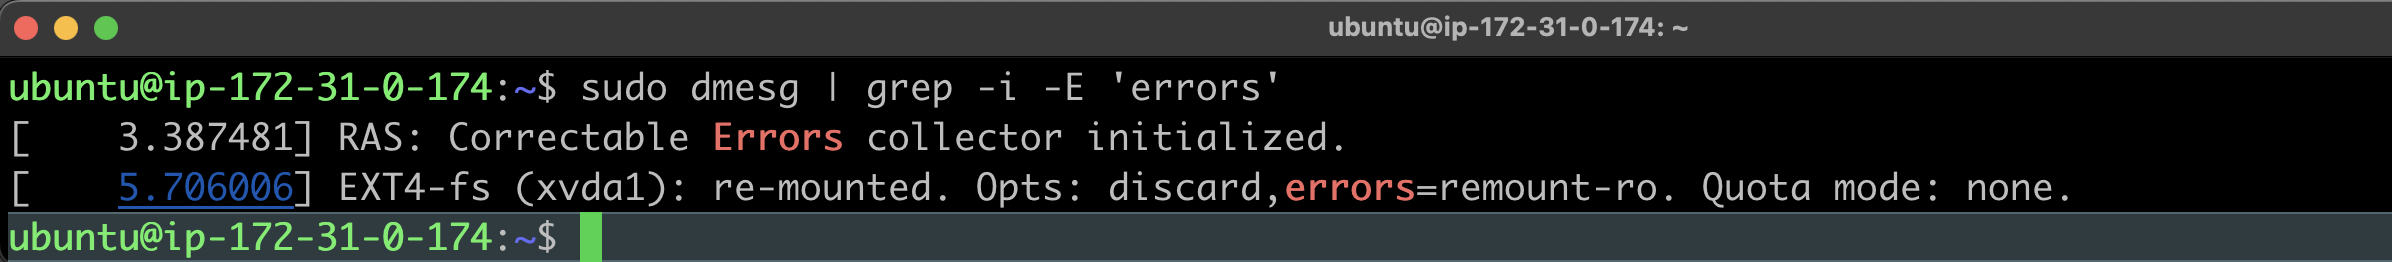 ubuntu@ip-172-31-0-174: ~
ubuntu@ip-172-31-0-174:~$ sudo dmesg | grep -i -E 'errors'
[    3.387481] RAS: Correctable Errors collector initialized.
[    5.706006] EXT4-fs (xvda1): re-mounted. Opts: discard,errors=remount-ro. Quota mode: none.
ubuntu@ip-172-31-0-174:~$